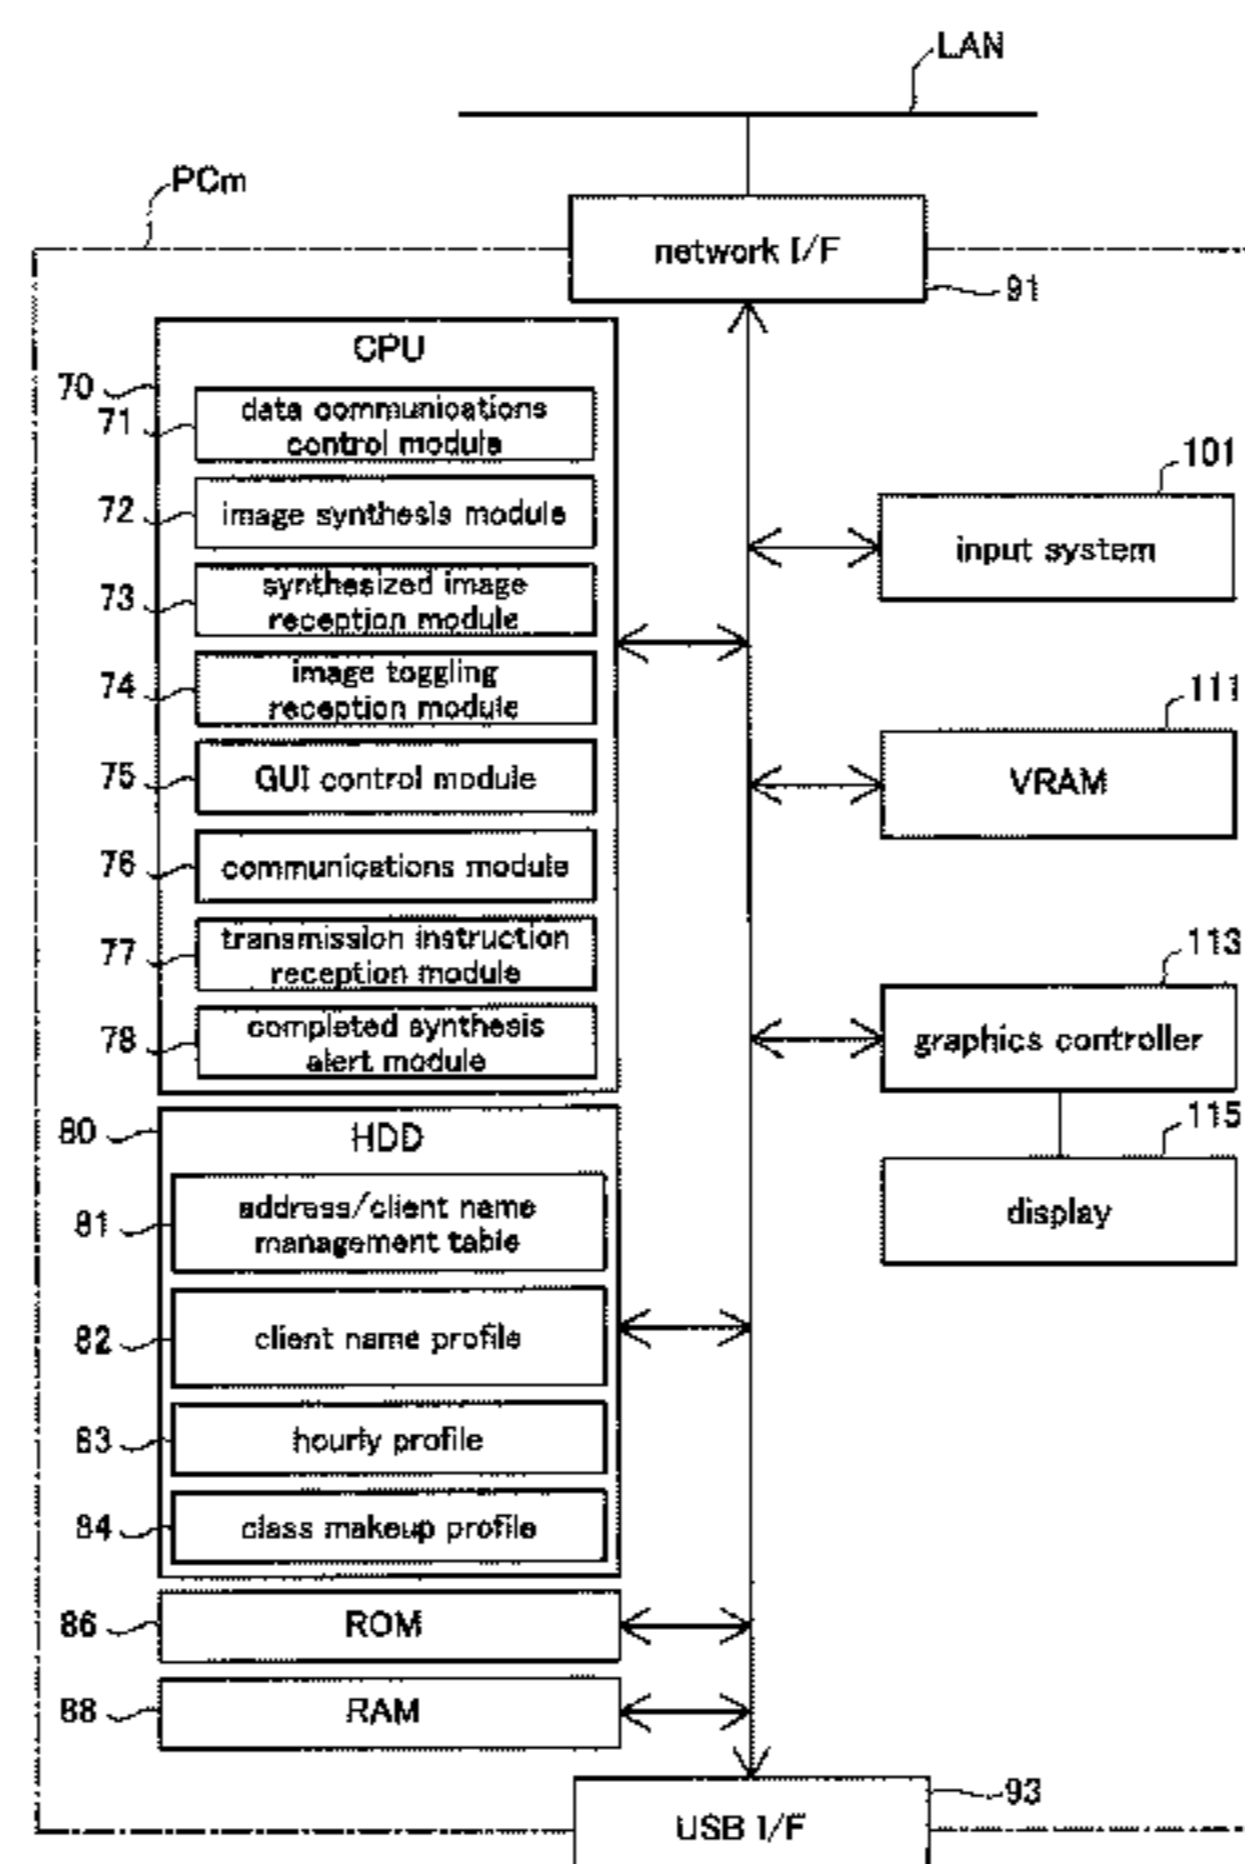 LAN
PCm
network I/F
91
CPU
70
71
data communications
control module
72
image synthesis module
73
synthesized image
reception module
74
image toggling
reception module
75
GUI control module
76
communications module
77
transmission instruction
reception module
78
completed synthesis
alert module
101
input system
111
VRAM
113
graphics controller
115
display
80
HDD
81
address/client name
management table
82
client name profile
83
hourly profile
84
class makeup profile
86
ROM
88
RAM
93
USB I/F